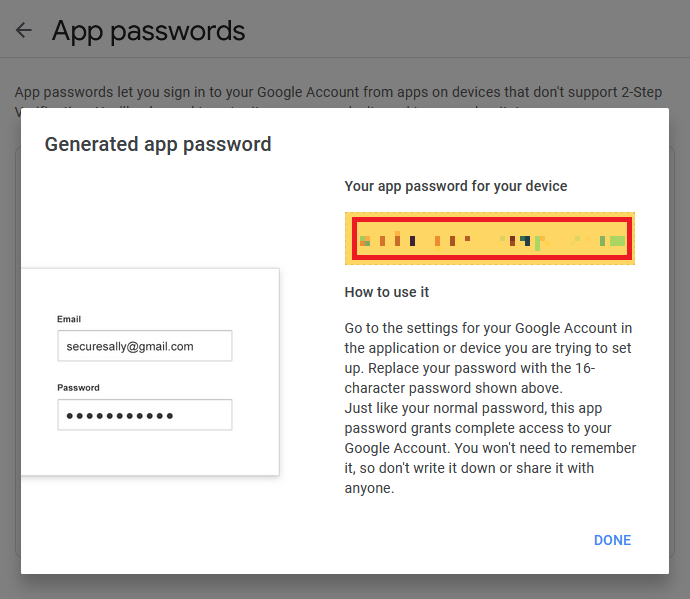 App passwords
App passwords let you sign in to your Google Account from apps on devices that don't support 2-Step
Generated app password
Your app password for your device
Email
securesally@gmail.com
Password
How to use it
Go to the settings for your Google Account in
the application or device you are trying to set
up. Replace your password with the 16-
character password shown above.
Just like your normal password, this app
password grants complete access to your
Google Account. You won't need to remember
it, so don't write it down or share it with
anyone.
DONE